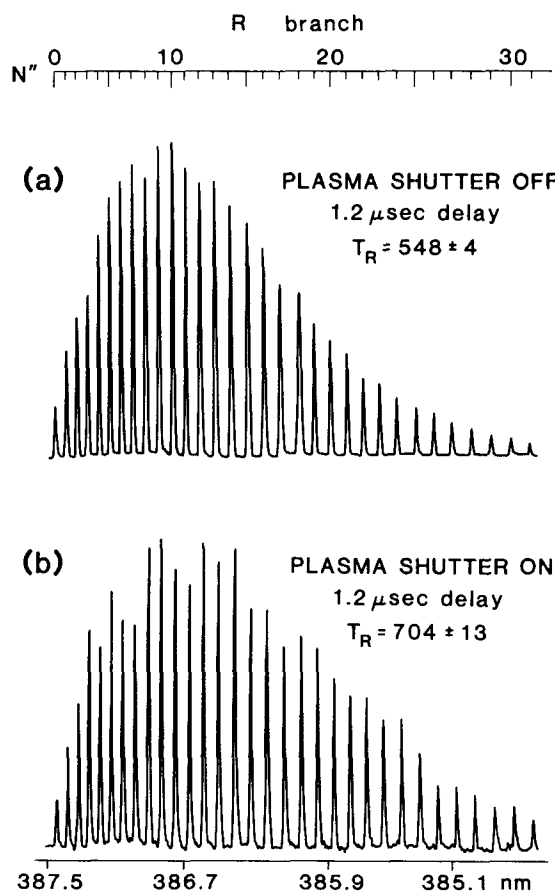 R branch
0 10 20 30
N"
(a)
PLASMA SHUTTER OFF
1.2 μsec delay
T_R = 548 ± 4
(b)
PLASMA SHUTTER ON
1.2 μsec delay
T_R = 704 ± 13
387.5 386.7 385.9 385.1 nm